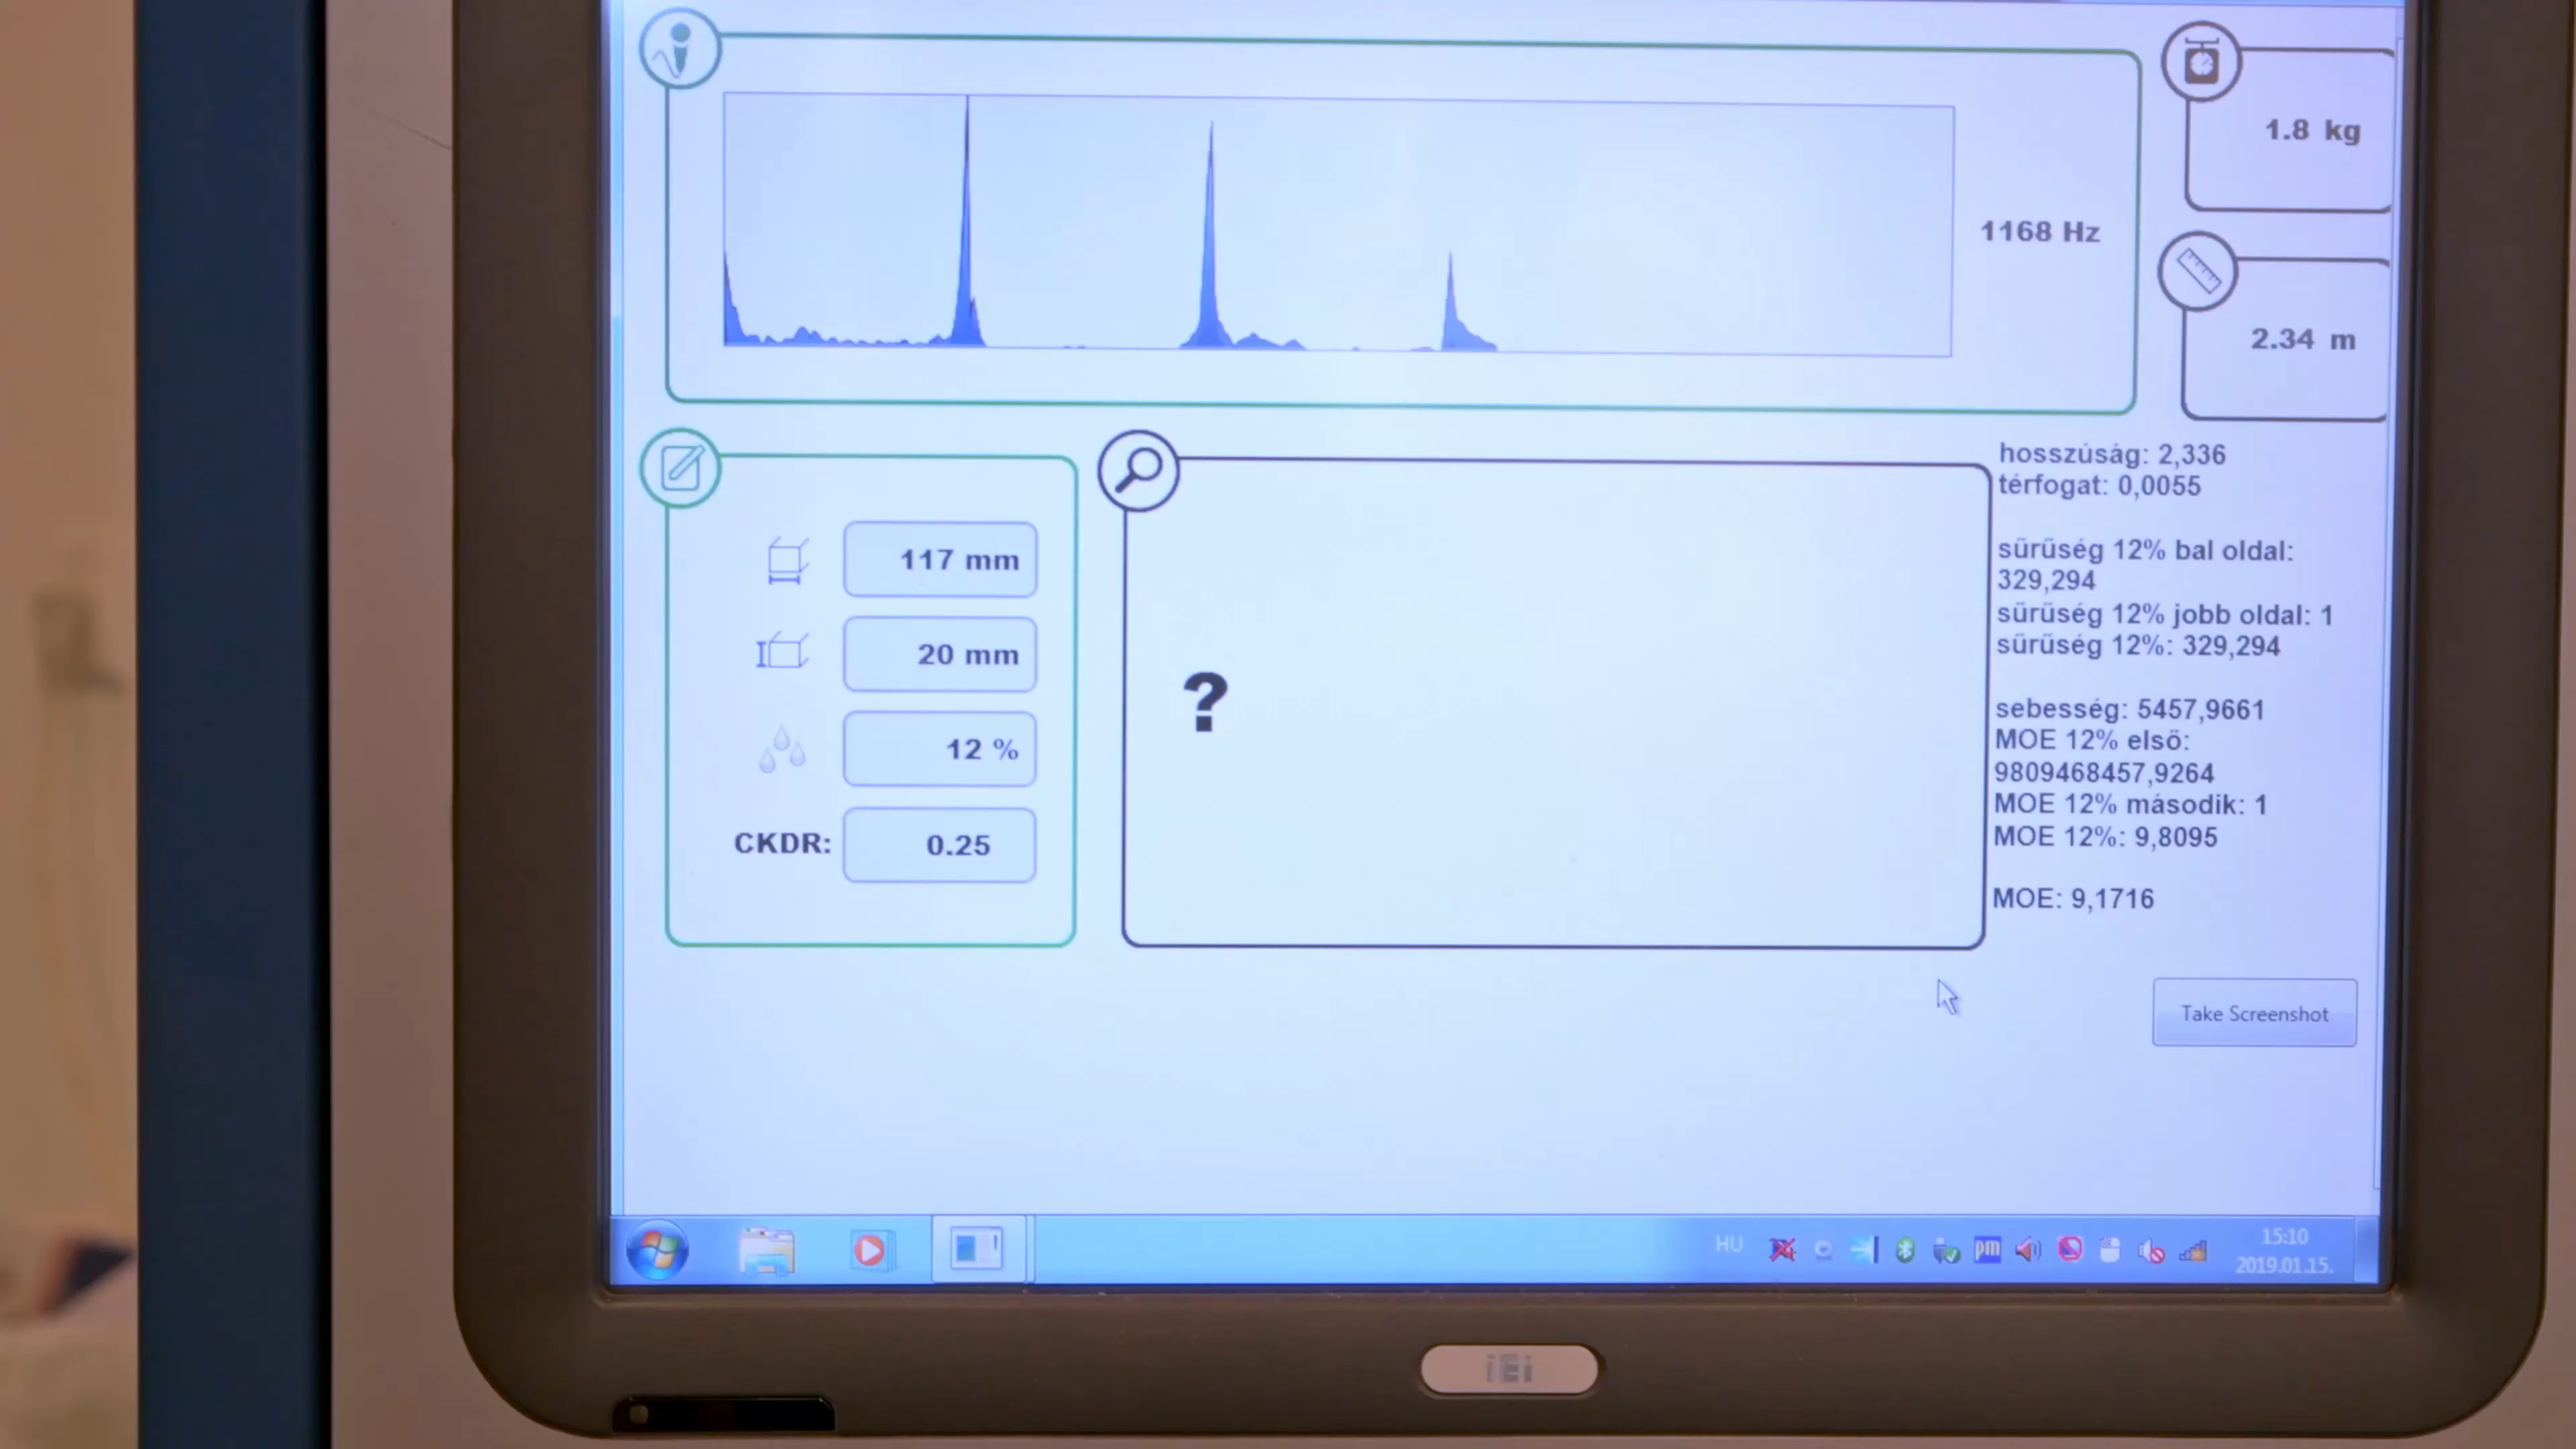 1.8 kg
1168 Hz
2.34 m
hosszúság: 2,336
térfogat: 0,0055
sűrűség 12% bal oldal:
329,294
sűrűség 12% jobb oldal: 1
sűrűség 12%: 329,294
sebesség: 5457,9661
MOE 12% első:
9809468457,9264
MOE 12% második: 1
MOE 12%: 9,8095
MOE: 9,1716
117 mm
20 mm
12 %
CKDR: 0.25
?
Take Screenshot
HU
pm
15:10
2019.01.15.
iEi